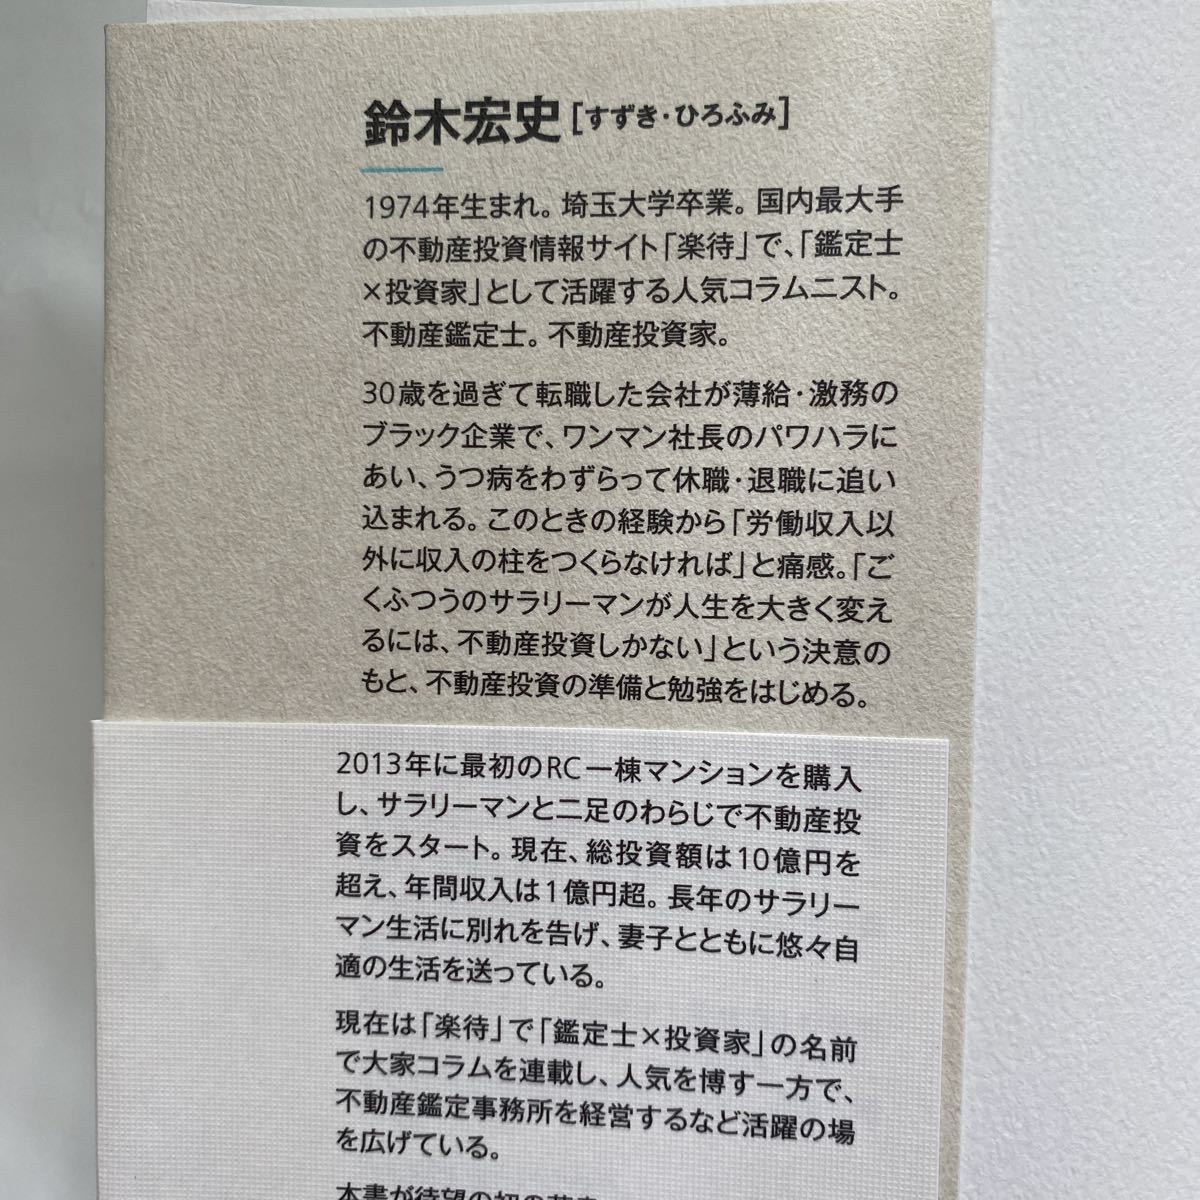 鈴木宏史[すずき・ひろふみ]
1974年生まれ。埼玉大学卒業。国内最大手
の不動産投資情報サイト「楽待」で、「鑑定士
×投資家」として活躍する人気コラムニスト。
不動産鑑定士。不動産投資家。
30歳を過ぎて転職した会社が薄給・激務の
ブラック企業で、ワンマン社長のパワハラに
あい、うつ病をわずらって休職・退職に追い
込まれる。このときの経験から「労働収入以
外に収入の柱をつくらなければ」と痛感。「ご
くふつうのサラリーマンが人生を大きく変え
るには、不動産投資しかない」という決意の
もと、不動産投資の準備と勉強をはじめる。
2013年に最初のRC一棟マンションを購入
し、サラリーマンと二足のわらじで不動産投
資をスタート。現在、総投資額は10億円を
超え、年間収入は1億円超。長年のサラリー
マン生活に別れを告げ、妻子とともに悠々自
適の生活を送っている。
現在は「楽待」で「鑑定士×投資家」の名前
で大家コラムを連載し、人気を博す一方で、
不動産鑑定事務所を経営するなど活躍の場
を広げている。
本書が待望の初の著書